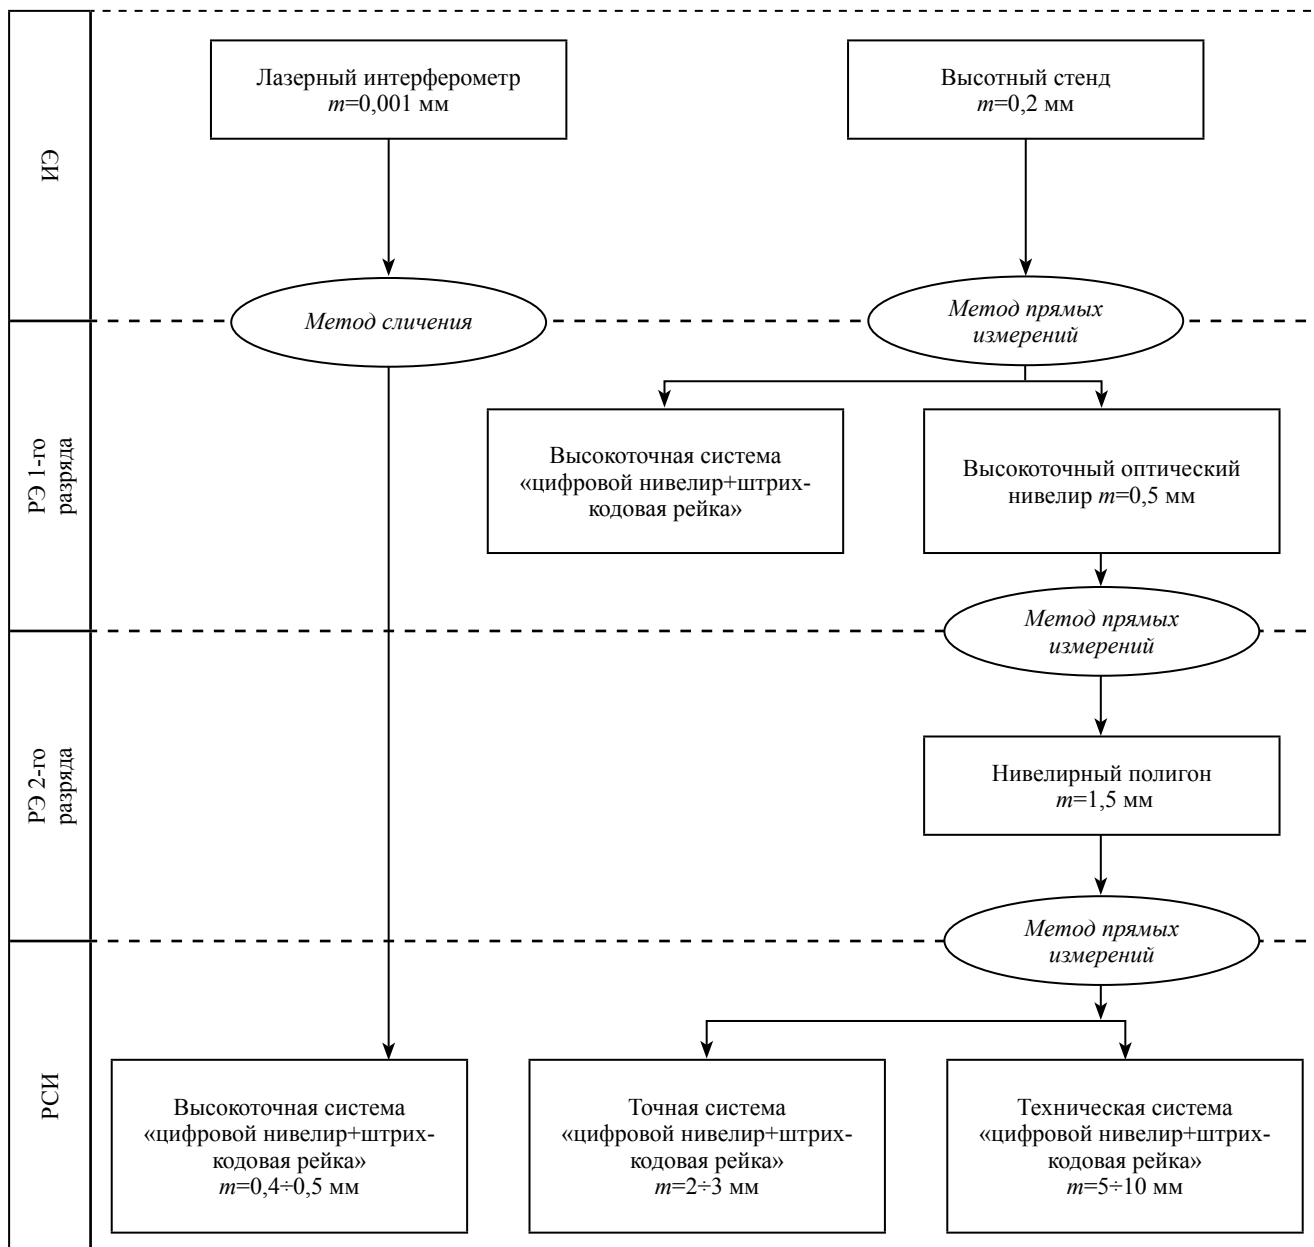 ИЭ
Лазерный интерферометр
m=0,001 мм
Высотный стенд
m=0,2 мм
Метод сличения
Метод прямых
измерений
РЭ 1-го
разряда
Высокоточная система
«цифровой нивелир+штрих-
кодовая рейка»
Высокоточный оптический
нивелир m=0,5 мм
Метод прямых
измерений
РЭ 2-го
разряда
Нивелирный полигон
m=1,5 мм
Метод прямых
измерений
РСИ
Высокоточная система
«цифровой нивелир+штрих-
кодовая рейка»
m=0,4÷0,5 мм
Точная система
«цифровой нивелир+штрих-
кодовая рейка»
m=2÷3 мм
Техническая система
«цифровой нивелир+штрих-
кодовая рейка»
m=5÷10 мм